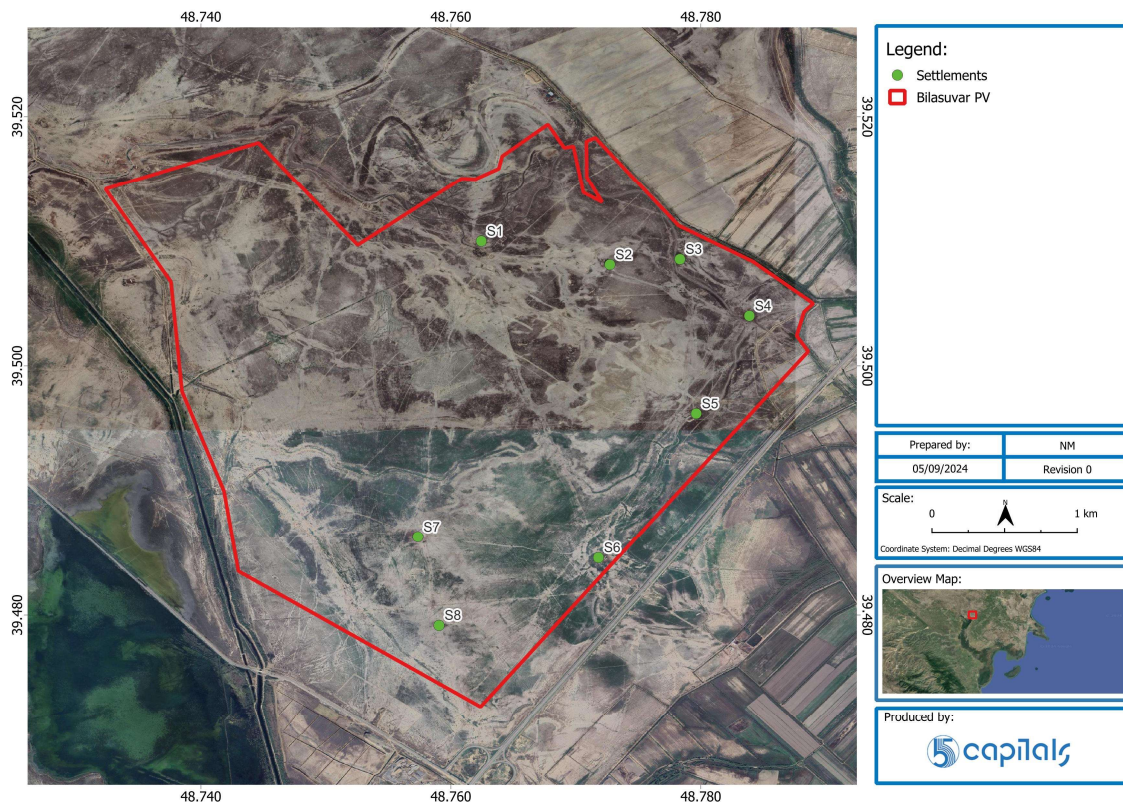 48.740 48.760 48.780
39.520
39.500
39.480
39.520
39.500
39.480
48.740 48.760 48.780
S1
S2
S3
S4
S5
S6
S7
S8
Legend:
Settlements
Bilasuvar PV
Prepared by: NM
05/09/2024 Revision 0
Scale:
N
0 1 km
Coordinate System: Decimal Degrees WGS84
Overview Map:
Produced by:
5 capitals